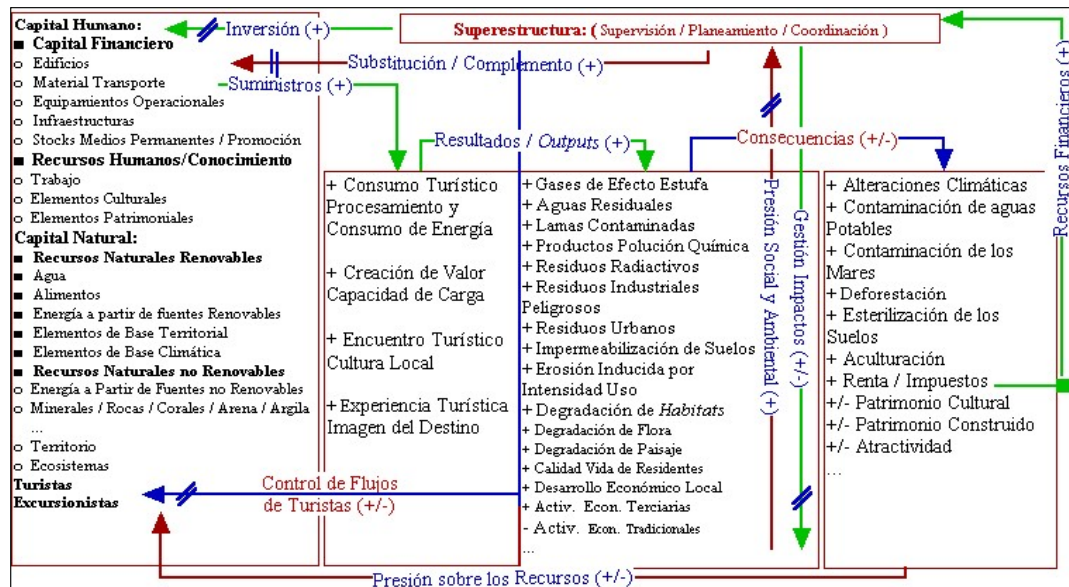 Capital Humano:
■ Capital Financiero
o Edificios
o Material Transporte
o Equipamientos Operacionales
o Infraestructuras
o Stocks Medios Permanentes / Promoción
■ Recursos Humanos/Conocimiento
o Trabajo
o Elementos Culturales
o Elementos Patrimoniales
Capital Natural:
■ Recursos Naturales Renovables
■ Agua
■ Alimentos
■ Energía a partir de fuentes Renovables
■ Elementos de Base Territorial
■ Elementos de Base Climática
■ Recursos Naturales no Renovables
o Energía a Partir de Fuentes no Renovables
o Minerales / Rocas / Corales / Arena / Argila
...
o Territorio
o Ecosistemas
Turistas
Excursionistas
Inversión (+)
Superestructura: ( Supervisión / Planeamiento / Coordinación )
Substitución / Complemento (+)
Suministros (+)
Resultados / Outputs (+)
Consecuencias (+/-)
+ Consumo Turístico
Procesamiento y
Consumo de Energía
+ Creación de Valor
Capacidad de Carga
+ Encuentro Turístico
Cultura Local
+Experiencia Turística
Imagen del Destino
Control de Flujos
de Turistas (+/-)
+ Gases de Efecto Estufa
+ Aguas Residuales
+ Lamas Contaminadas
+ Productos Polución Química
+ Residuos Radiactivos
+ Residuos Industriales
Peligrosos
+ Residuos Urbanos
+ Impermeabilización de Suelos
+ Erosión Inducida por
Intensidad Uso
+ Degradación de Habitats
+ Degradación de Flora
+ Degradación de Paisaje
+ Calidad Vida de Residentes
+ Desarrollo Económico Local
+ Activ. Econ. Terciarias
- Activ. Econ. Tradicionales
...
Presión Social y Ambiental (+)
Gestión Impactos (+/-)
+ Alteraciones Climáticas
+ Contaminación de aguas
Potables
+ Contaminación de los
Mares
+ Deforestación
+ Esterilización de los
Suelos
+ Aculturación
+ Renta / Impuestos
+/- Patrimonio Cultural
+/- Patrimonio Construido
+/- Atractividad
...
Recursos Financieros (+)
Presión sobre los Recursos (+/-)